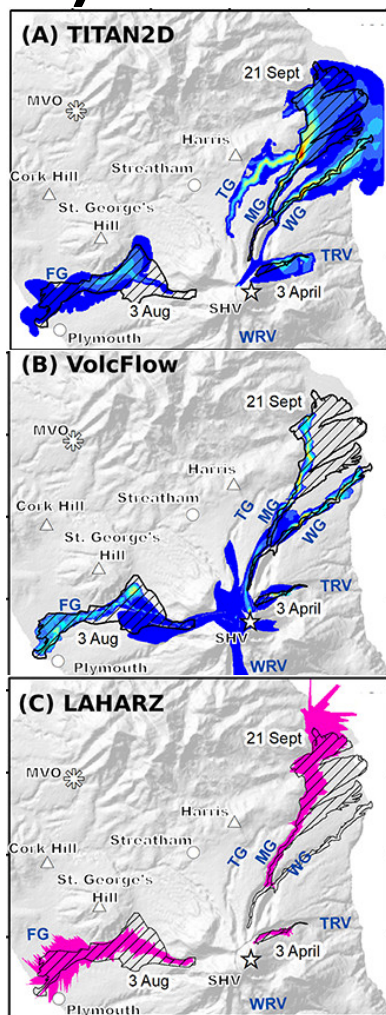 (A) TITAN2D
21 Sept
MVO
Harris
Streatham
Cork Hill
TG
St. George's
Hill
MG
WG
FG
TRV
3 Aug
SHV
3 April
Plymouth
WRV
(B) VolcFlow
21 Sept
MVO
Harris
Streatham
Cork Hill
TG
MG
St. George's
Hill
WG
FG
TRV
3 April
3 Aug
SHV
Plymouth
WRV
(C) LAHARZ
21 Sept
MVO
Harris
Streatham
TG
MG
WG
Cork Hill
St. George's
Hill
FG
TRV
3 April
3 Aug
SHV
Plymouth
WRV